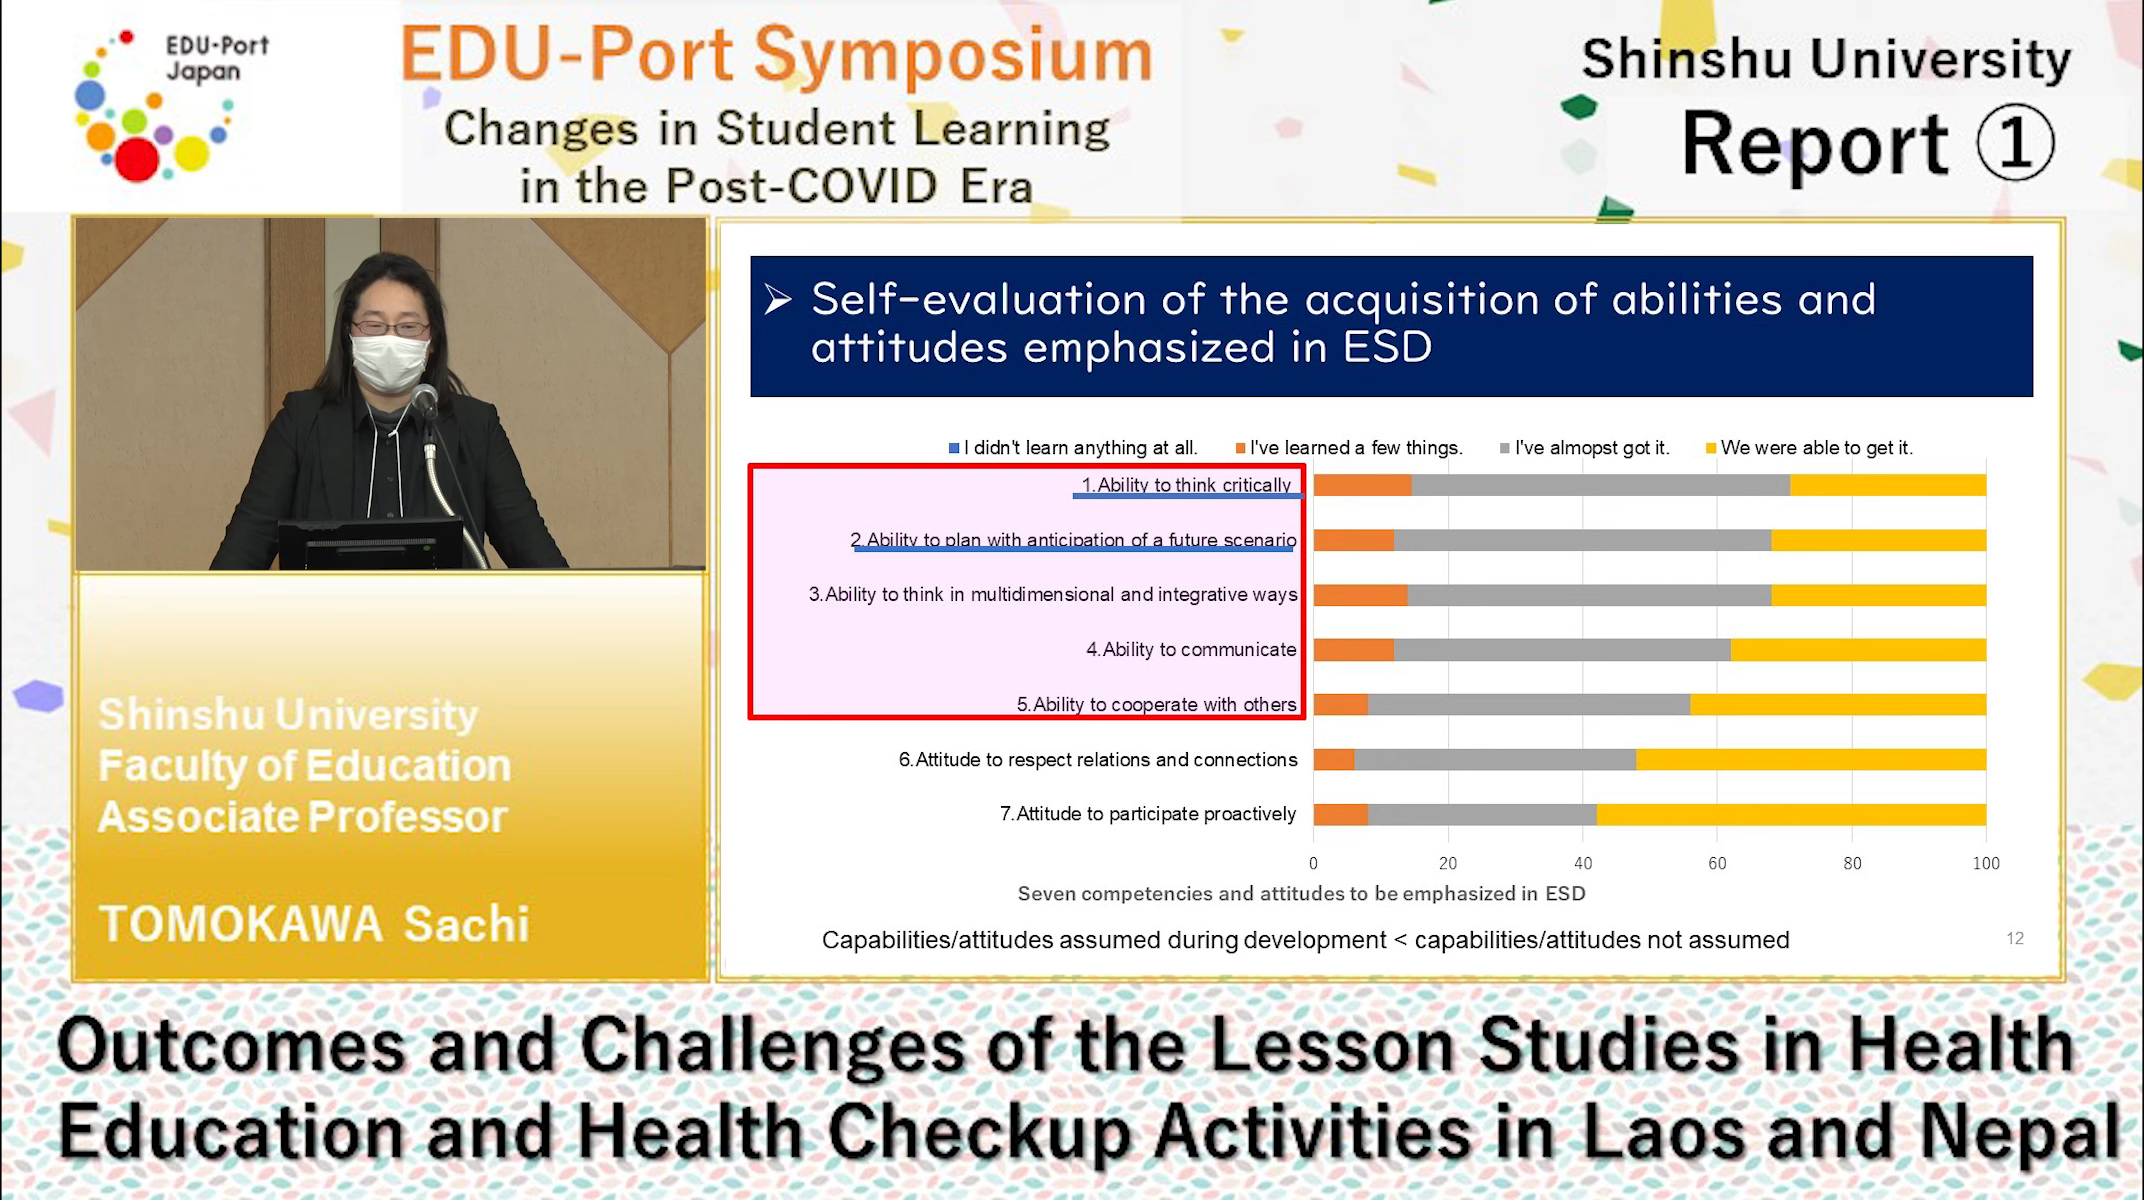 EDU-Port
Japan
EDU-Port Symposium
Changes in Student Learning
in the Post-COVID Era
Shinshu University
Report ①
➢ Self-evaluation of the acquisition of abilities and
attitudes emphasized in ESD
I didn't learn anything at all. I've learned a few things. I've almopst got it. We were able to get it.
1.Ability to think critically
2.Ability to plan with anticipation of a future scenario
3.Ability to think in multidimensional and integrative ways
4.Ability to communicate
5.Ability to cooperate with others
6.Attitude to respect relations and connections
7.Attitude to participate proactively
0 20 40 60 80 100
Seven competencies and attitudes to be emphasized in ESD
Capabilities/attitudes assumed during development < capabilities/attitudes not assumed
12
Shinshu University
Faculty of Education
Associate Professor
TOMOKAWA Sachi
Outcomes and Challenges of the Lesson Studies in Health
Education and Health Checkup Activities in Laos and Nepal